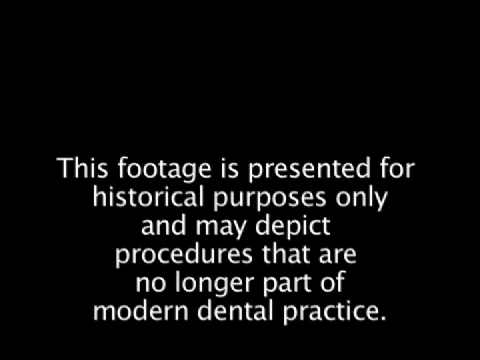 This footage is presented for
historical purposes only
and may depict
procedures that are
no longer part of
modern dental practice.